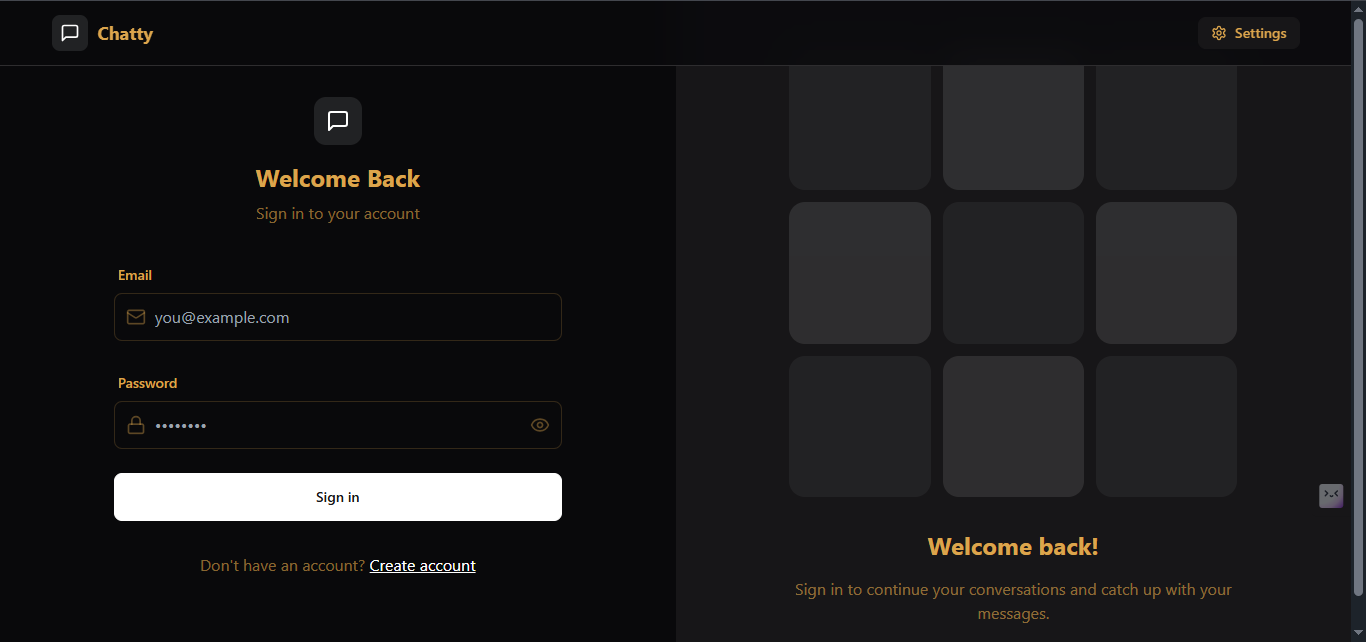 Chatty
Settings
Welcome Back
Sign in to your account
Email
you@example.com
Password
••••••••
Sign in
Don't have an account? Create account
Welcome back!
Sign in to continue your conversations and catch up with your
messages.